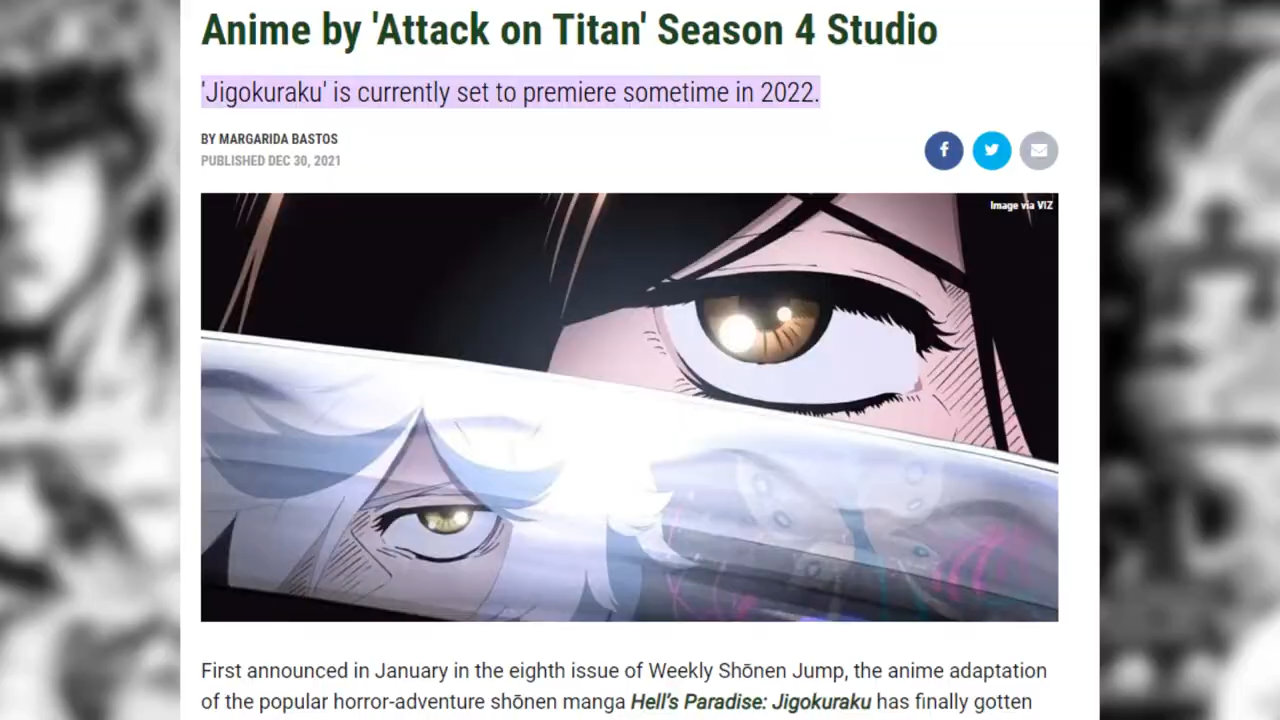 Anime by 'Attack on Titan' Season 4 Studio
'Jigokuraku' is currently set to premiere sometime in 2022.
BY MARGARIDA BASTOS
PUBLISHED DEC 30, 2021
Image via VIZ
First announced in January in the eighth issue of Weekly Shōnen Jump, the anime adaptation
of the popular horror-adventure shōnen manga Hell's Paradise: Jigokuraku has finally gotten